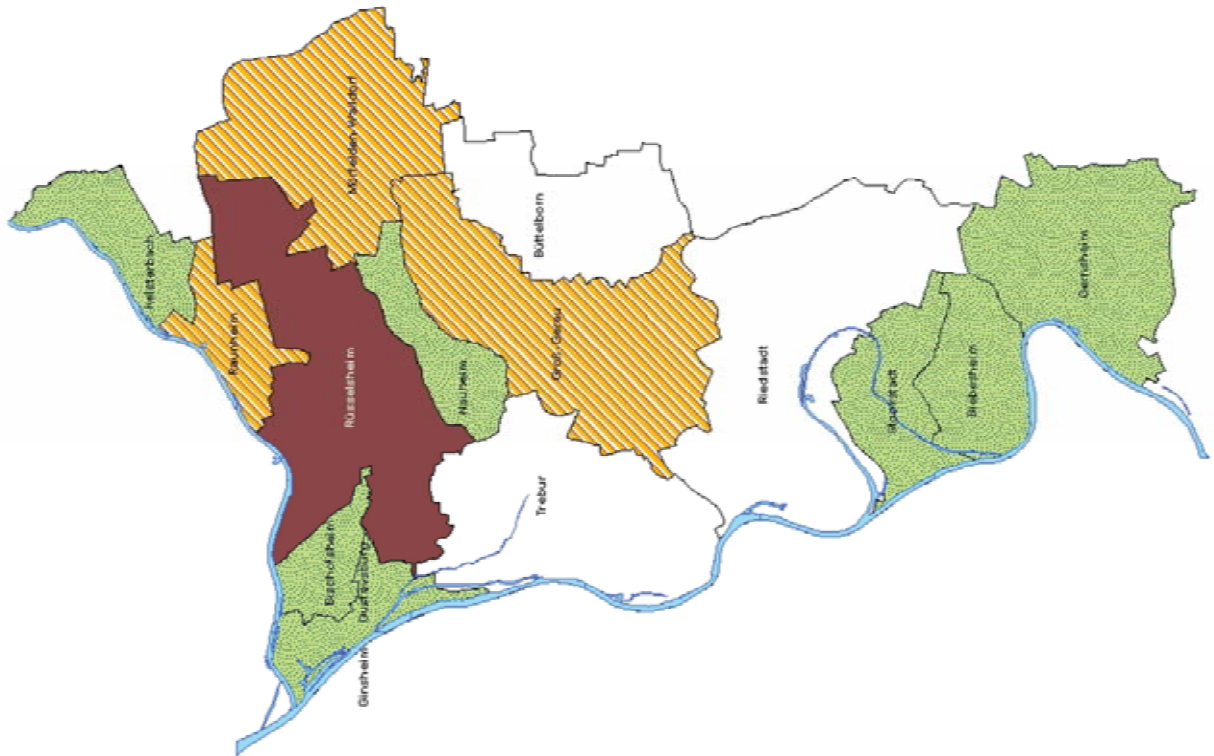 Kelsterbach
Raunheim
Mörfelden-Walldorf
Rüsselsheim
Nauheim
Bischofsheim
Gustavsburg
Ginsheim
Groß Gerau
Büttelborn
Trebur
Riedstadt
Stockstadt
Biebesheim
Gernsheim